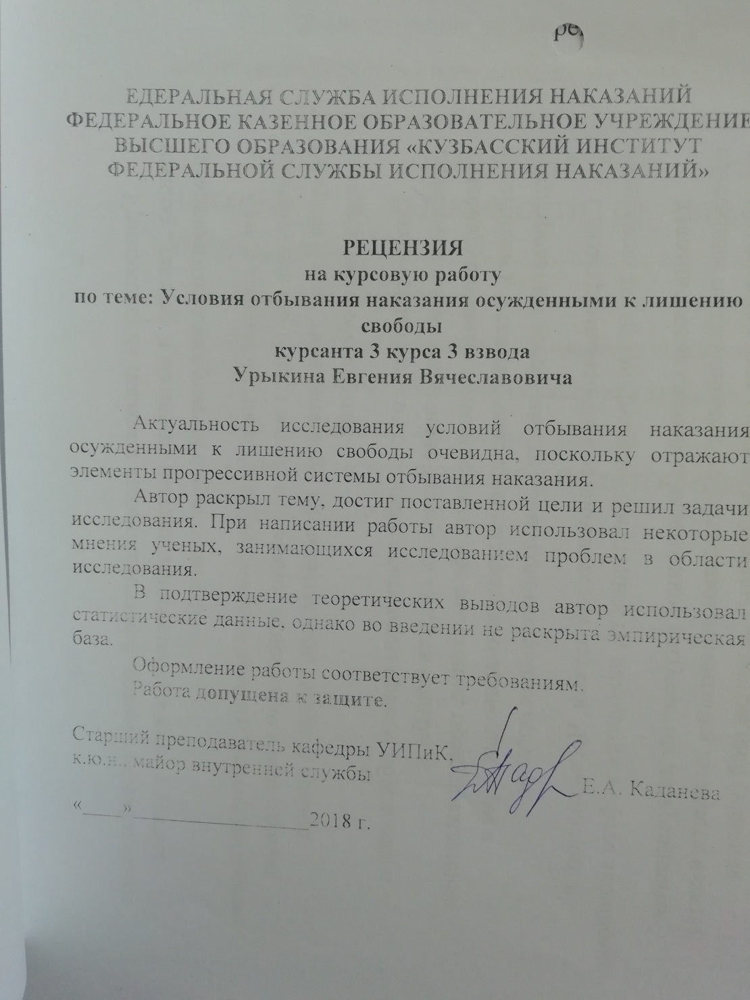 ре
ЕДЕРАЛЬНАЯ СЛУЖБА ИСПОЛНЕНИЯ НАКАЗАНИЙ
ФЕДЕРАЛЬНОЕ КАЗЕННОЕ ОБРАЗОВАТЕЛЬНОЕ УЧРЕЖДЕНИЕ
ВЫСШЕГО ОБРАЗОВАНИЯ «КУЗБАССКИЙ ИНСТИТУТ
ФЕДЕРАЛЬНОЙ СЛУЖБЫ ИСПОЛНЕНИЯ НАКАЗАНИЙ»
РЕЦЕНЗИЯ
на курсовую работу
по теме: Условия отбывания наказания осужденными к лишению
свободы
курсанта 3 курса 3 взвода
Урыкина Евгения Вячеславовича
Актуальность исследования условий отбывания наказания
осужденными к лишению свободы очевидна, поскольку отражают
элементы прогрессивной системы отбывания наказания.
Автор раскрыл тему, достиг поставленной цели и решил задачи
исследования. При написании работы автор использовал некоторые
мнения ученых, занимающихся исследованием проблем в области
исследования.
В подтверждение теоретических выводов автор использовал
статистические данные, однако во введении не раскрыта эмпирическая
база.
Оформление работы соответствует требованиям.
Работа допущена к защите.
Старший преподаватель кафедры УИПиК,
к.ю.н., майор внутренней службы
Е.А. Каданева
«____»_________________2018 г.